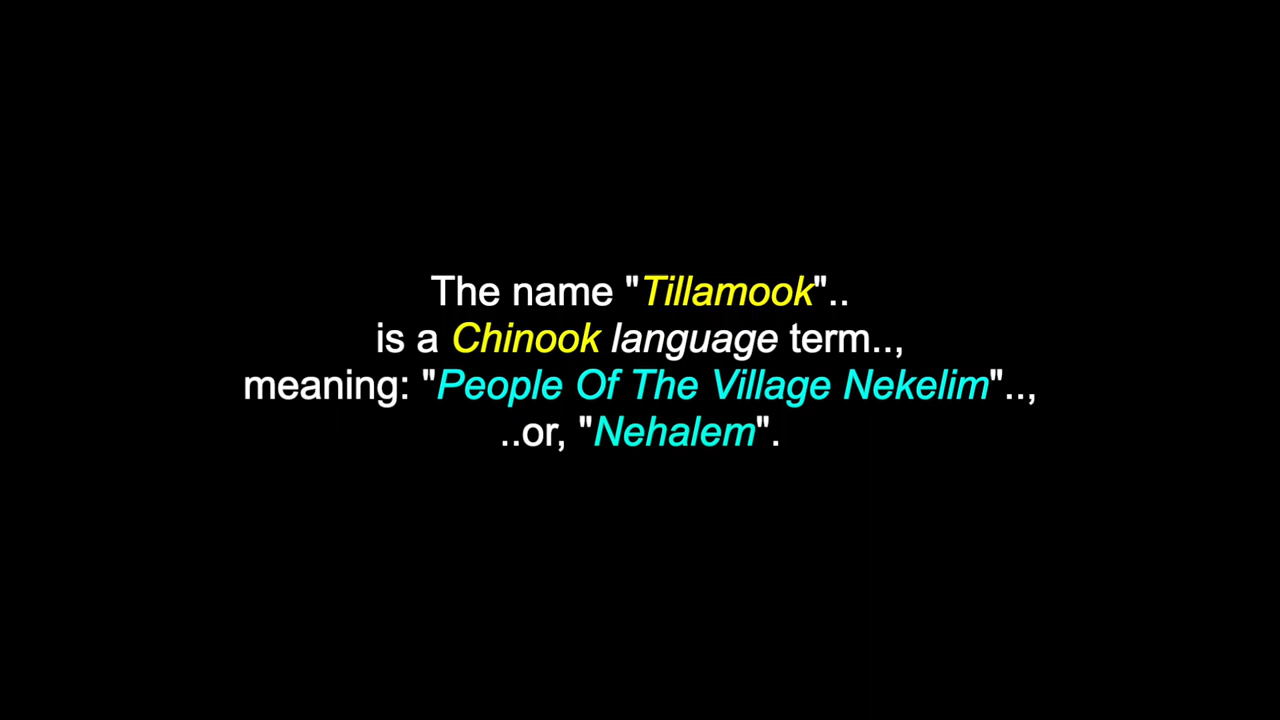 The name "Tillamook"..
is a Chinook language term..,
meaning: "People Of The Village Nekelim"..,
..or, "Nehalem".